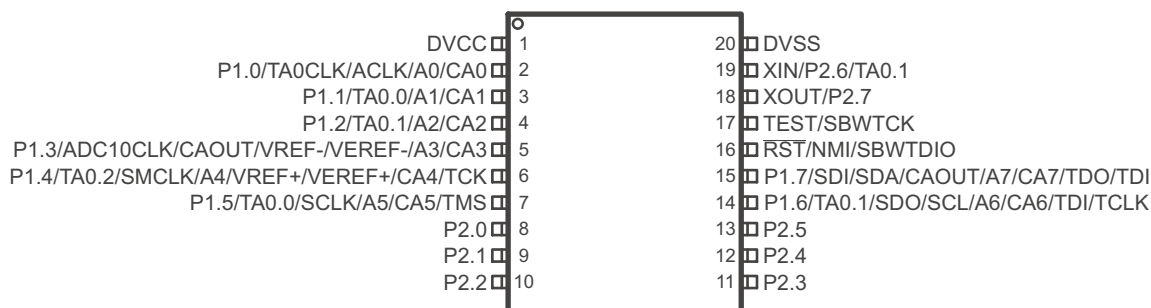 DVCC 1 20 DVSS
P1.0/TA0CLK/ACLK/A0/CA0 2 19 XIN/P2.6/TA0.1
P1.1/TA0.0/A1/CA1 3 18 XOUT/P2.7
P1.2/TA0.1/A2/CA2 4 17 TEST/SBWTCK
P1.3/ADC10CLK/CAOUT/VREF-/VEREF-/A3/CA3 5 16 RST/NMI/SBWTDIO
P1.4/TA0.2/SMCLK/A4/VREF+/VEREF+/CA4/TCK 6 15 P1.7/SDI/SDA/CAOUT/A7/CA7/TDO/TDI
P1.5/TA0.0/SCLK/A5/CA5/TMS 7 14 P1.6/TA0.1/SDO/SCL/A6/CA6/TDI/TCLK
P2.0 8 13 P2.5
P2.1 9 12 P2.4
P2.2 10 11 P2.3